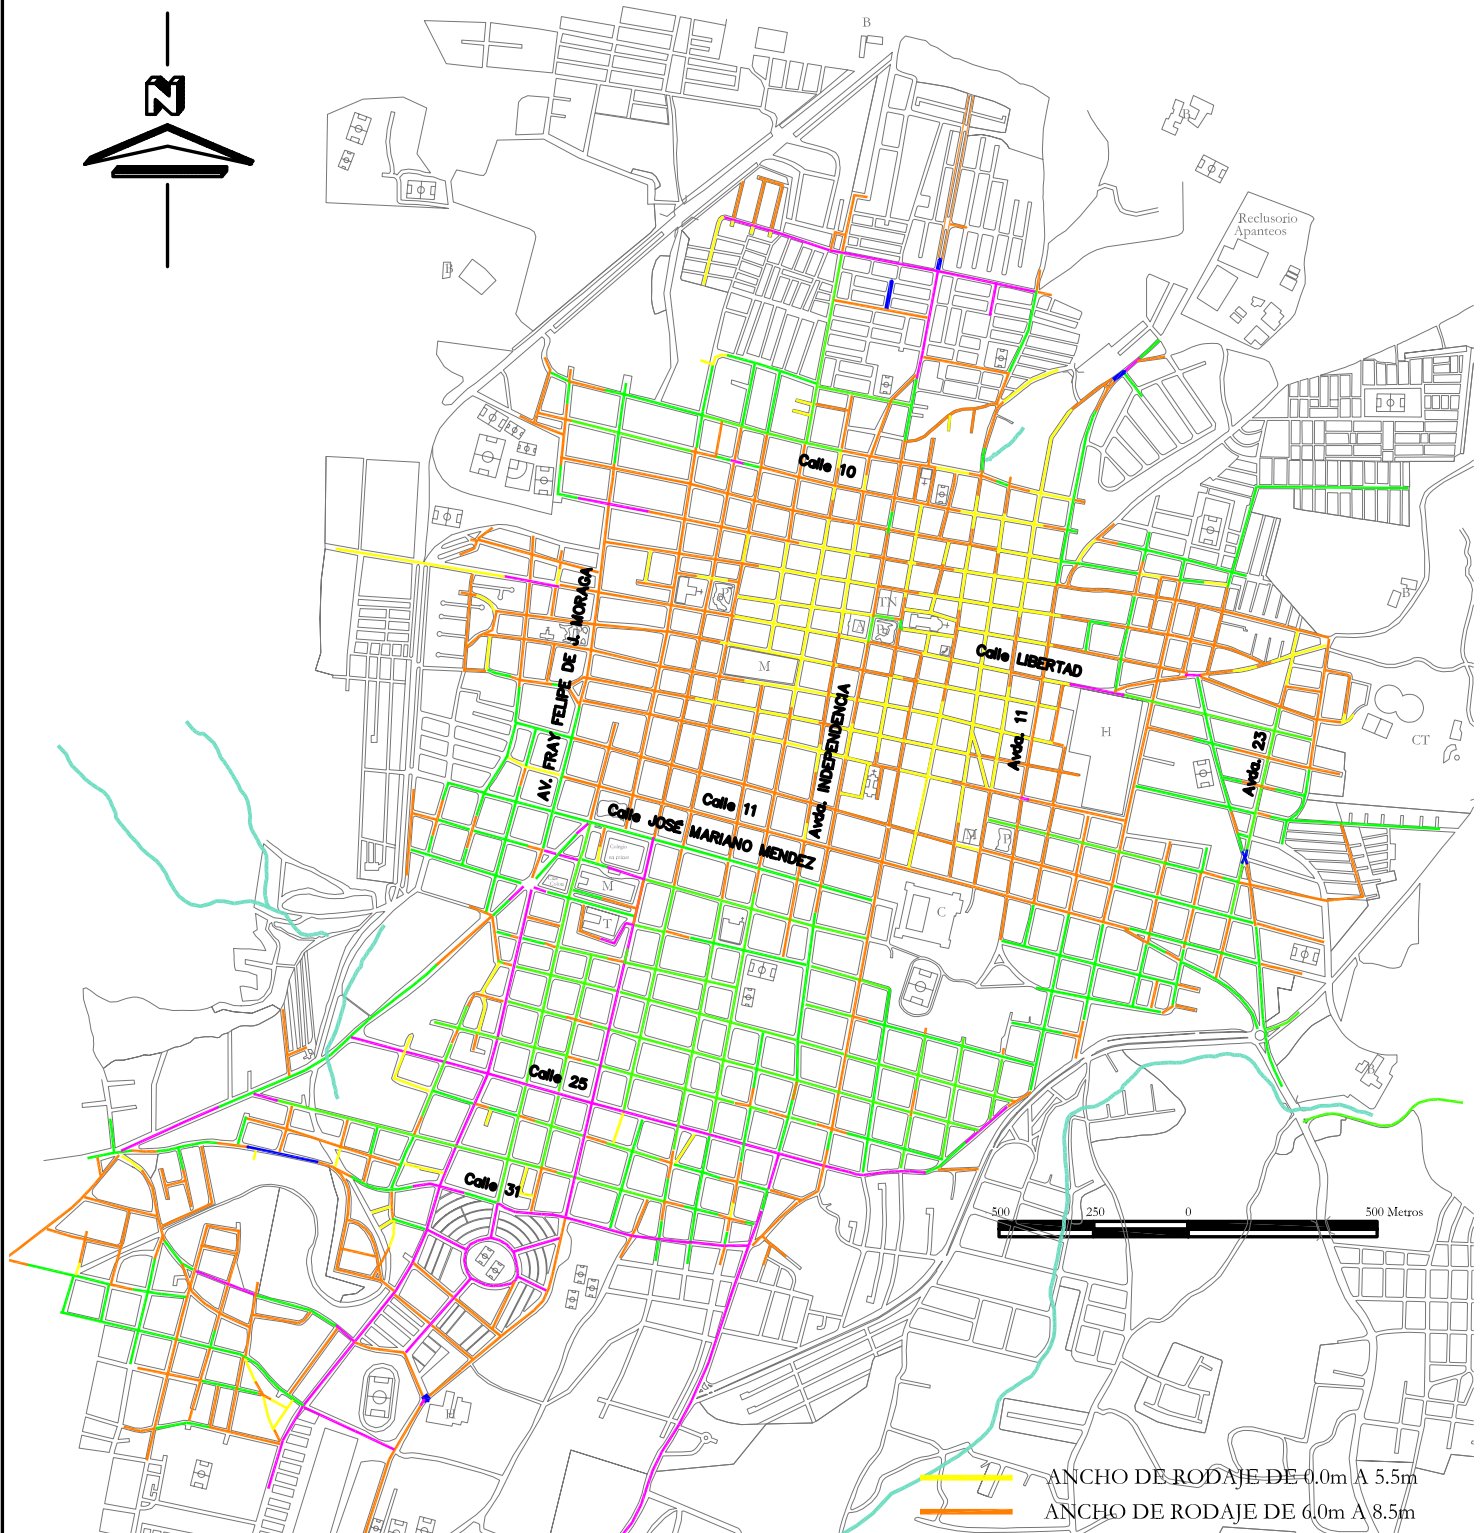 B
N
B
Reclusorio
Apanteos
B
Calle 10
B
P
TN
A
P
M
Calle LIBERTAD
AV. FRAY FELIPE DE J. MORAGA
Avda. INDEPENDENCIA
Avda. 11
H
Avda. 23
CT
Calle 11
Calle JOSÉ MARIANO MENDEZ
M
P
M
T
C
Calle 25
Calle 31
500 250 0 500 Metros
ANCHO DE RODAJE DE 0.0m A 5.5m
ANCHO DE RODAJE DE 6.0m A 8.5m